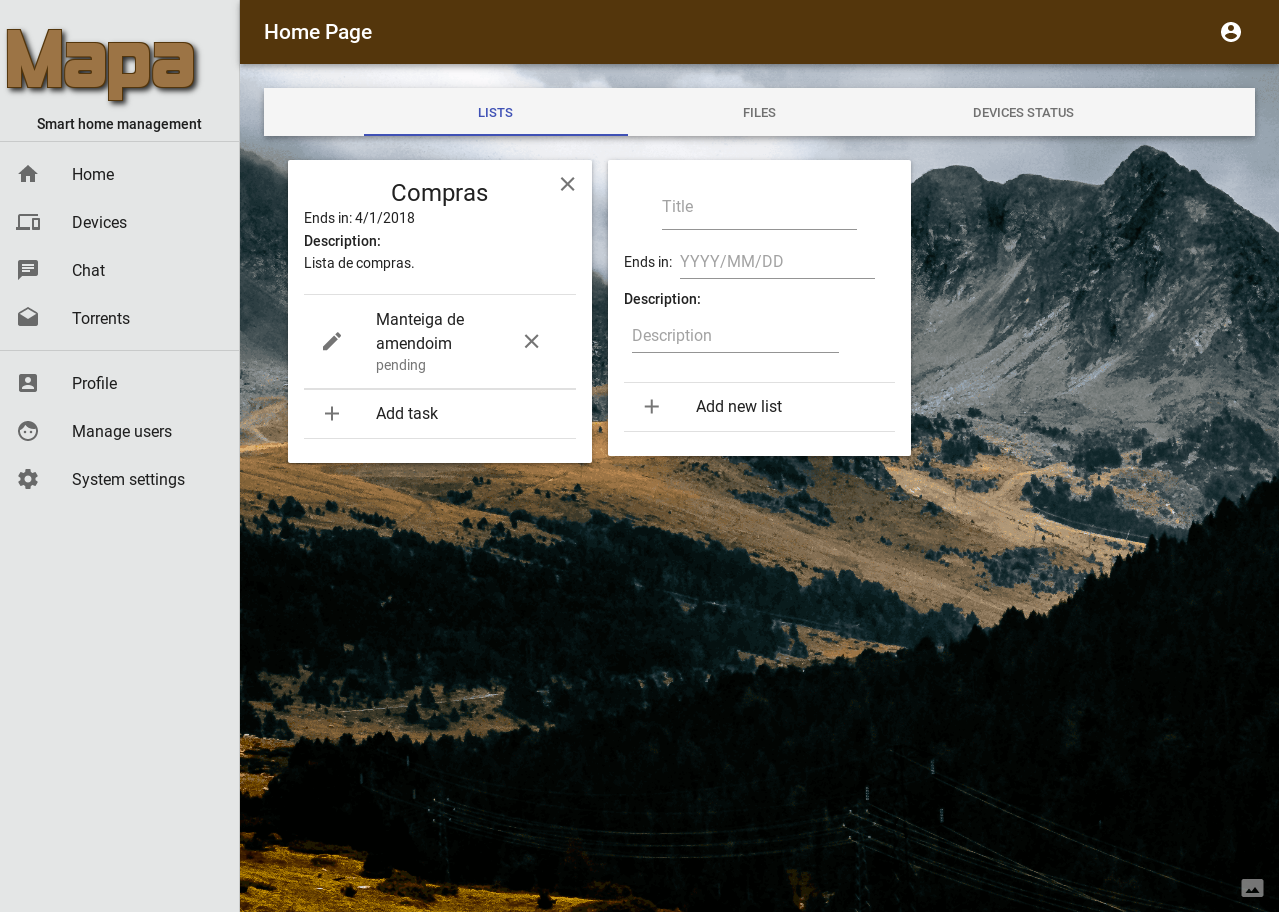 Mapa
Smart home management
Home
Devices
Chat
Torrents
Profile
Manage users
System settings
Home Page
LISTS
FILES
DEVICES STATUS
Compras
Ends in: 4/1/2018
Description:
Lista de compras.
Manteiga de
amendoim
pending
Add task
Title
Ends in: YYYY/MM/DD
Description:
Description
Add new list